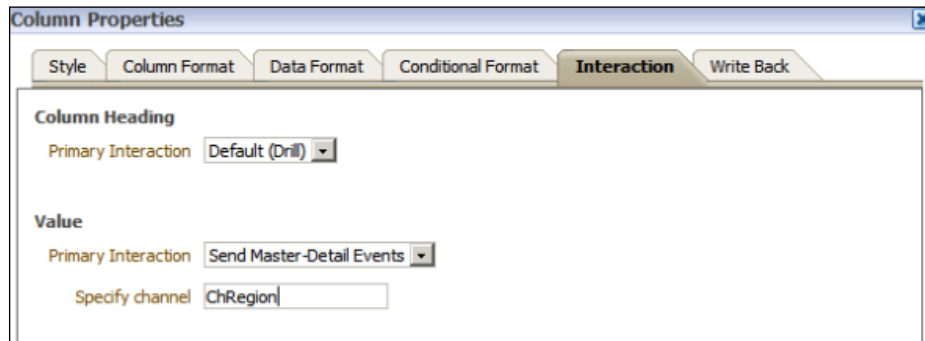 Column Properties
Style Column Format Data Format Conditional Format Interaction Write Back
Column Heading
Primary Interaction Default (Drill)
Value
Primary Interaction Send Master-Detail Events
Specify channel ChRegion